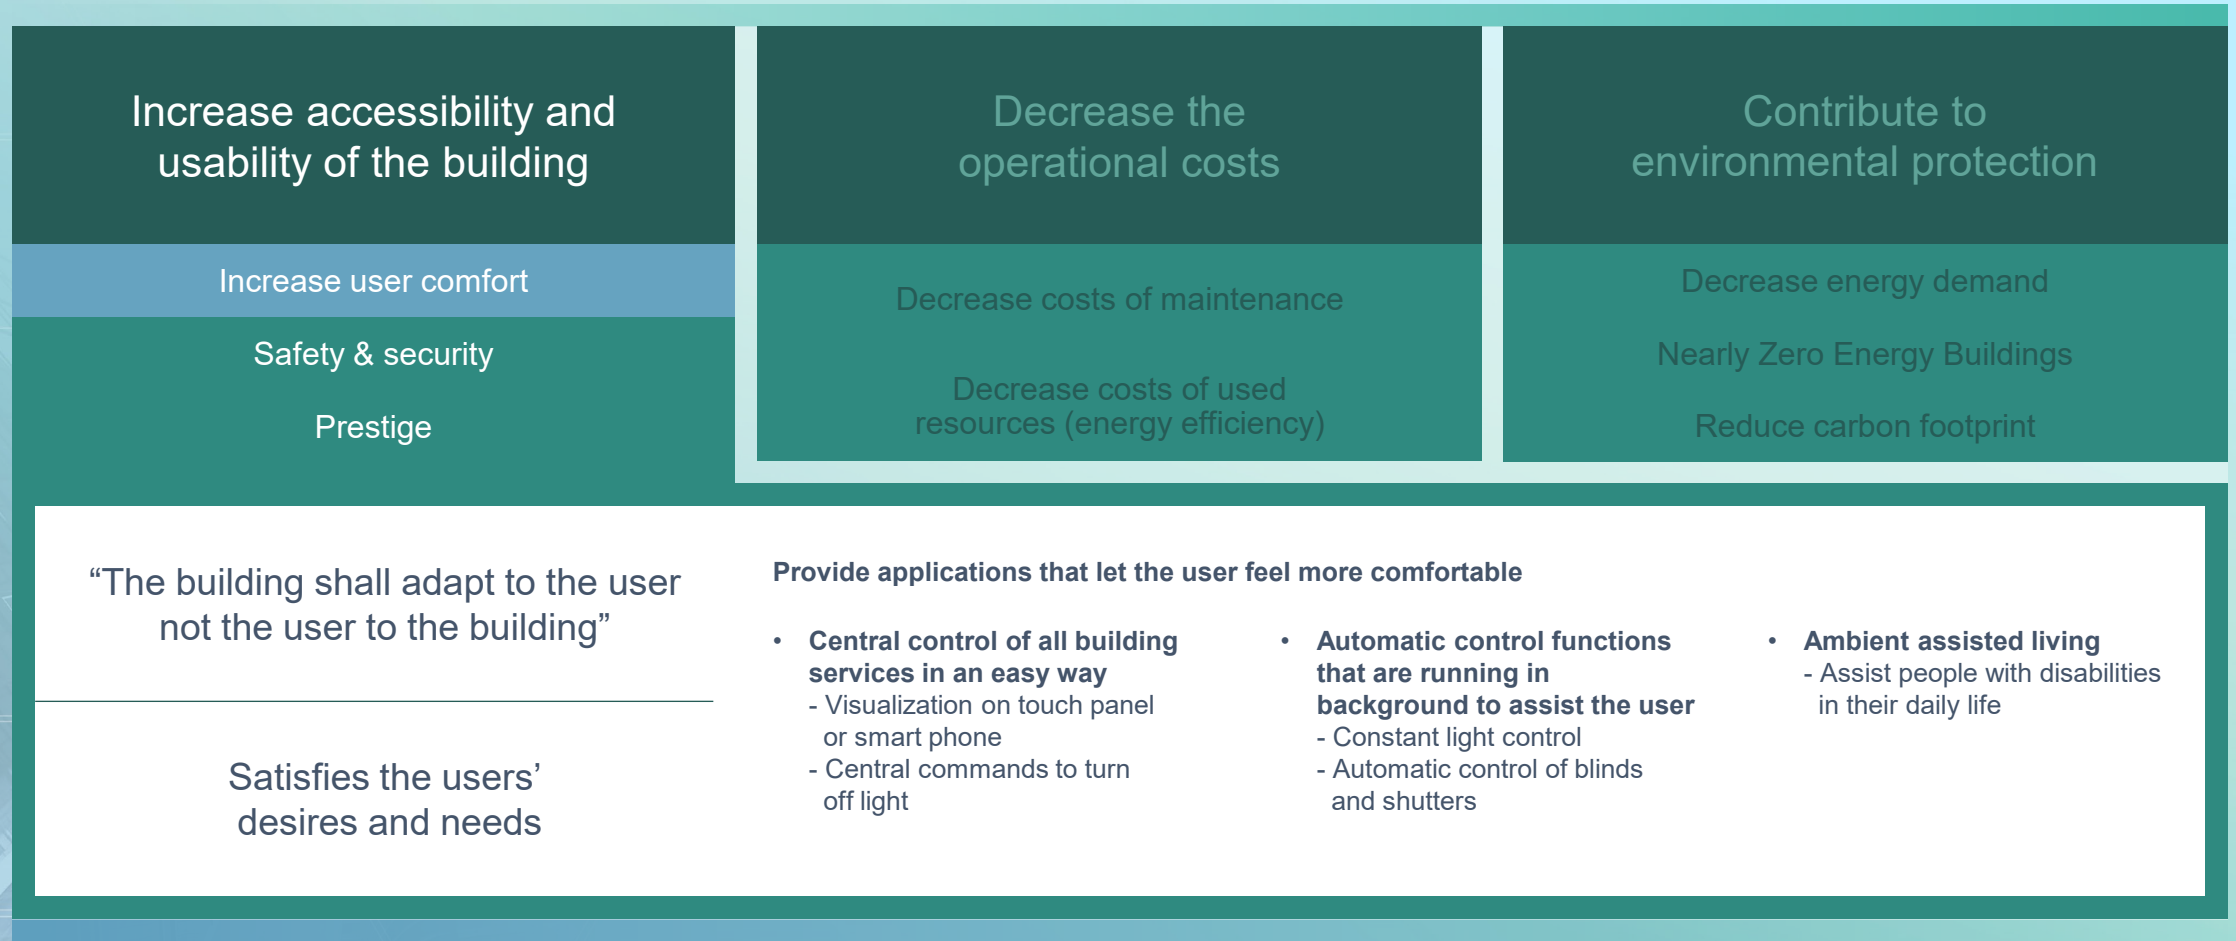 Increase accessibility and
usability of the building
Increase user comfort
Safety & security
Prestige
Decrease the
operational costs
Decrease costs of maintenance
Decrease costs of used
resources (energy efficiency)
Contribute to
environmental protection
Decrease energy demand
Nearly Zero Energy Buildings
Reduce carbon footprint
“The building shall adapt to the user
not the user to the building”
Satisfies the users’
desires and needs
Provide applications that let the user feel more comfortable
• Central control of all building
services in an easy way
- Visualization on touch panel
or smart phone
- Central commands to turn
off light
• Automatic control functions
that are running in
background to assist the user
- Constant light control
- Automatic control of blinds
and shutters
• Ambient assisted living
- Assist people with disabilities
in their daily life